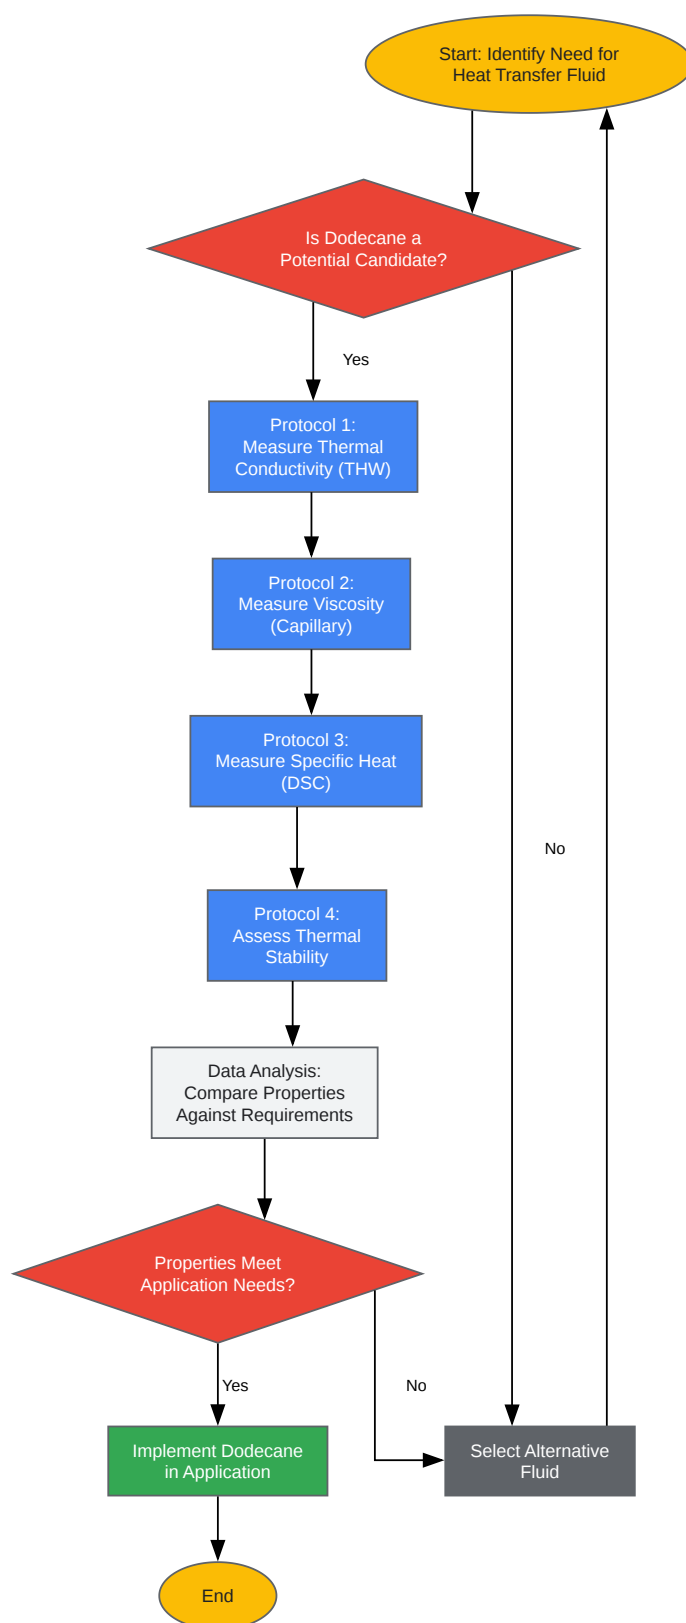 Start: Identify Need for
Heat Transfer Fluid
Is Dodecane a
Potential Candidate?
Yes
Protocol 1:
Measure Thermal
Conductivity (THW)
Protocol 2:
Measure Viscosity
(Capillary)
Protocol 3:
Measure Specific Heat
(DSC)
No
Protocol 4:
Assess Thermal
Stability
Data Analysis:
Compare Properties
Against Requirements
Properties Meet
Application Needs?
Yes
No
Implement Dodecane
in Application
Select Alternative
Fluid
End